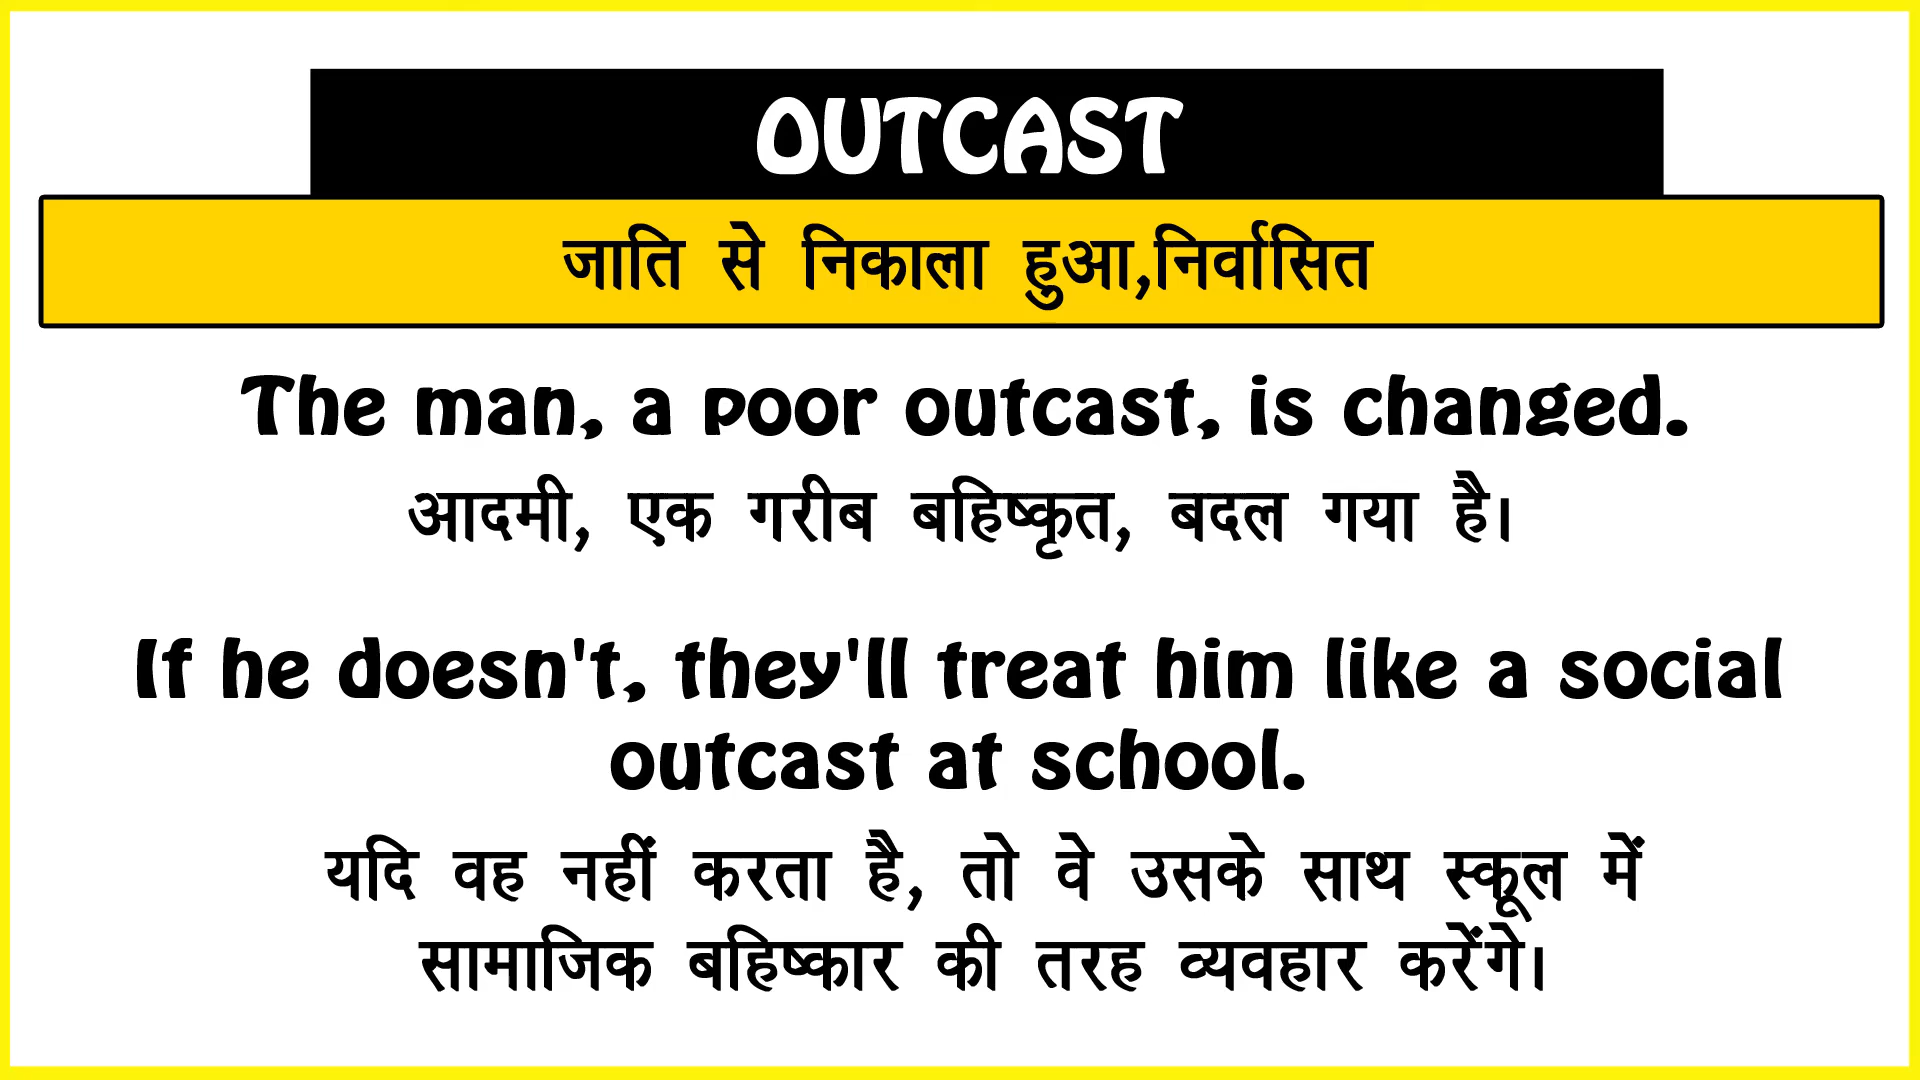 OUTCAST
जाति से निकाला हुआ,निर्वासित
The man, a poor outcast, is changed.
आदमी, एक गरीब बहिष्कृत, बदल गया है।
If he doesn't, they'll treat him like a social
outcast at school.
यदि वह नहीं करता है, तो वे उसके साथ स्कूल में
सामाजिक बहिष्कार की तरह व्यवहार करेंगे।